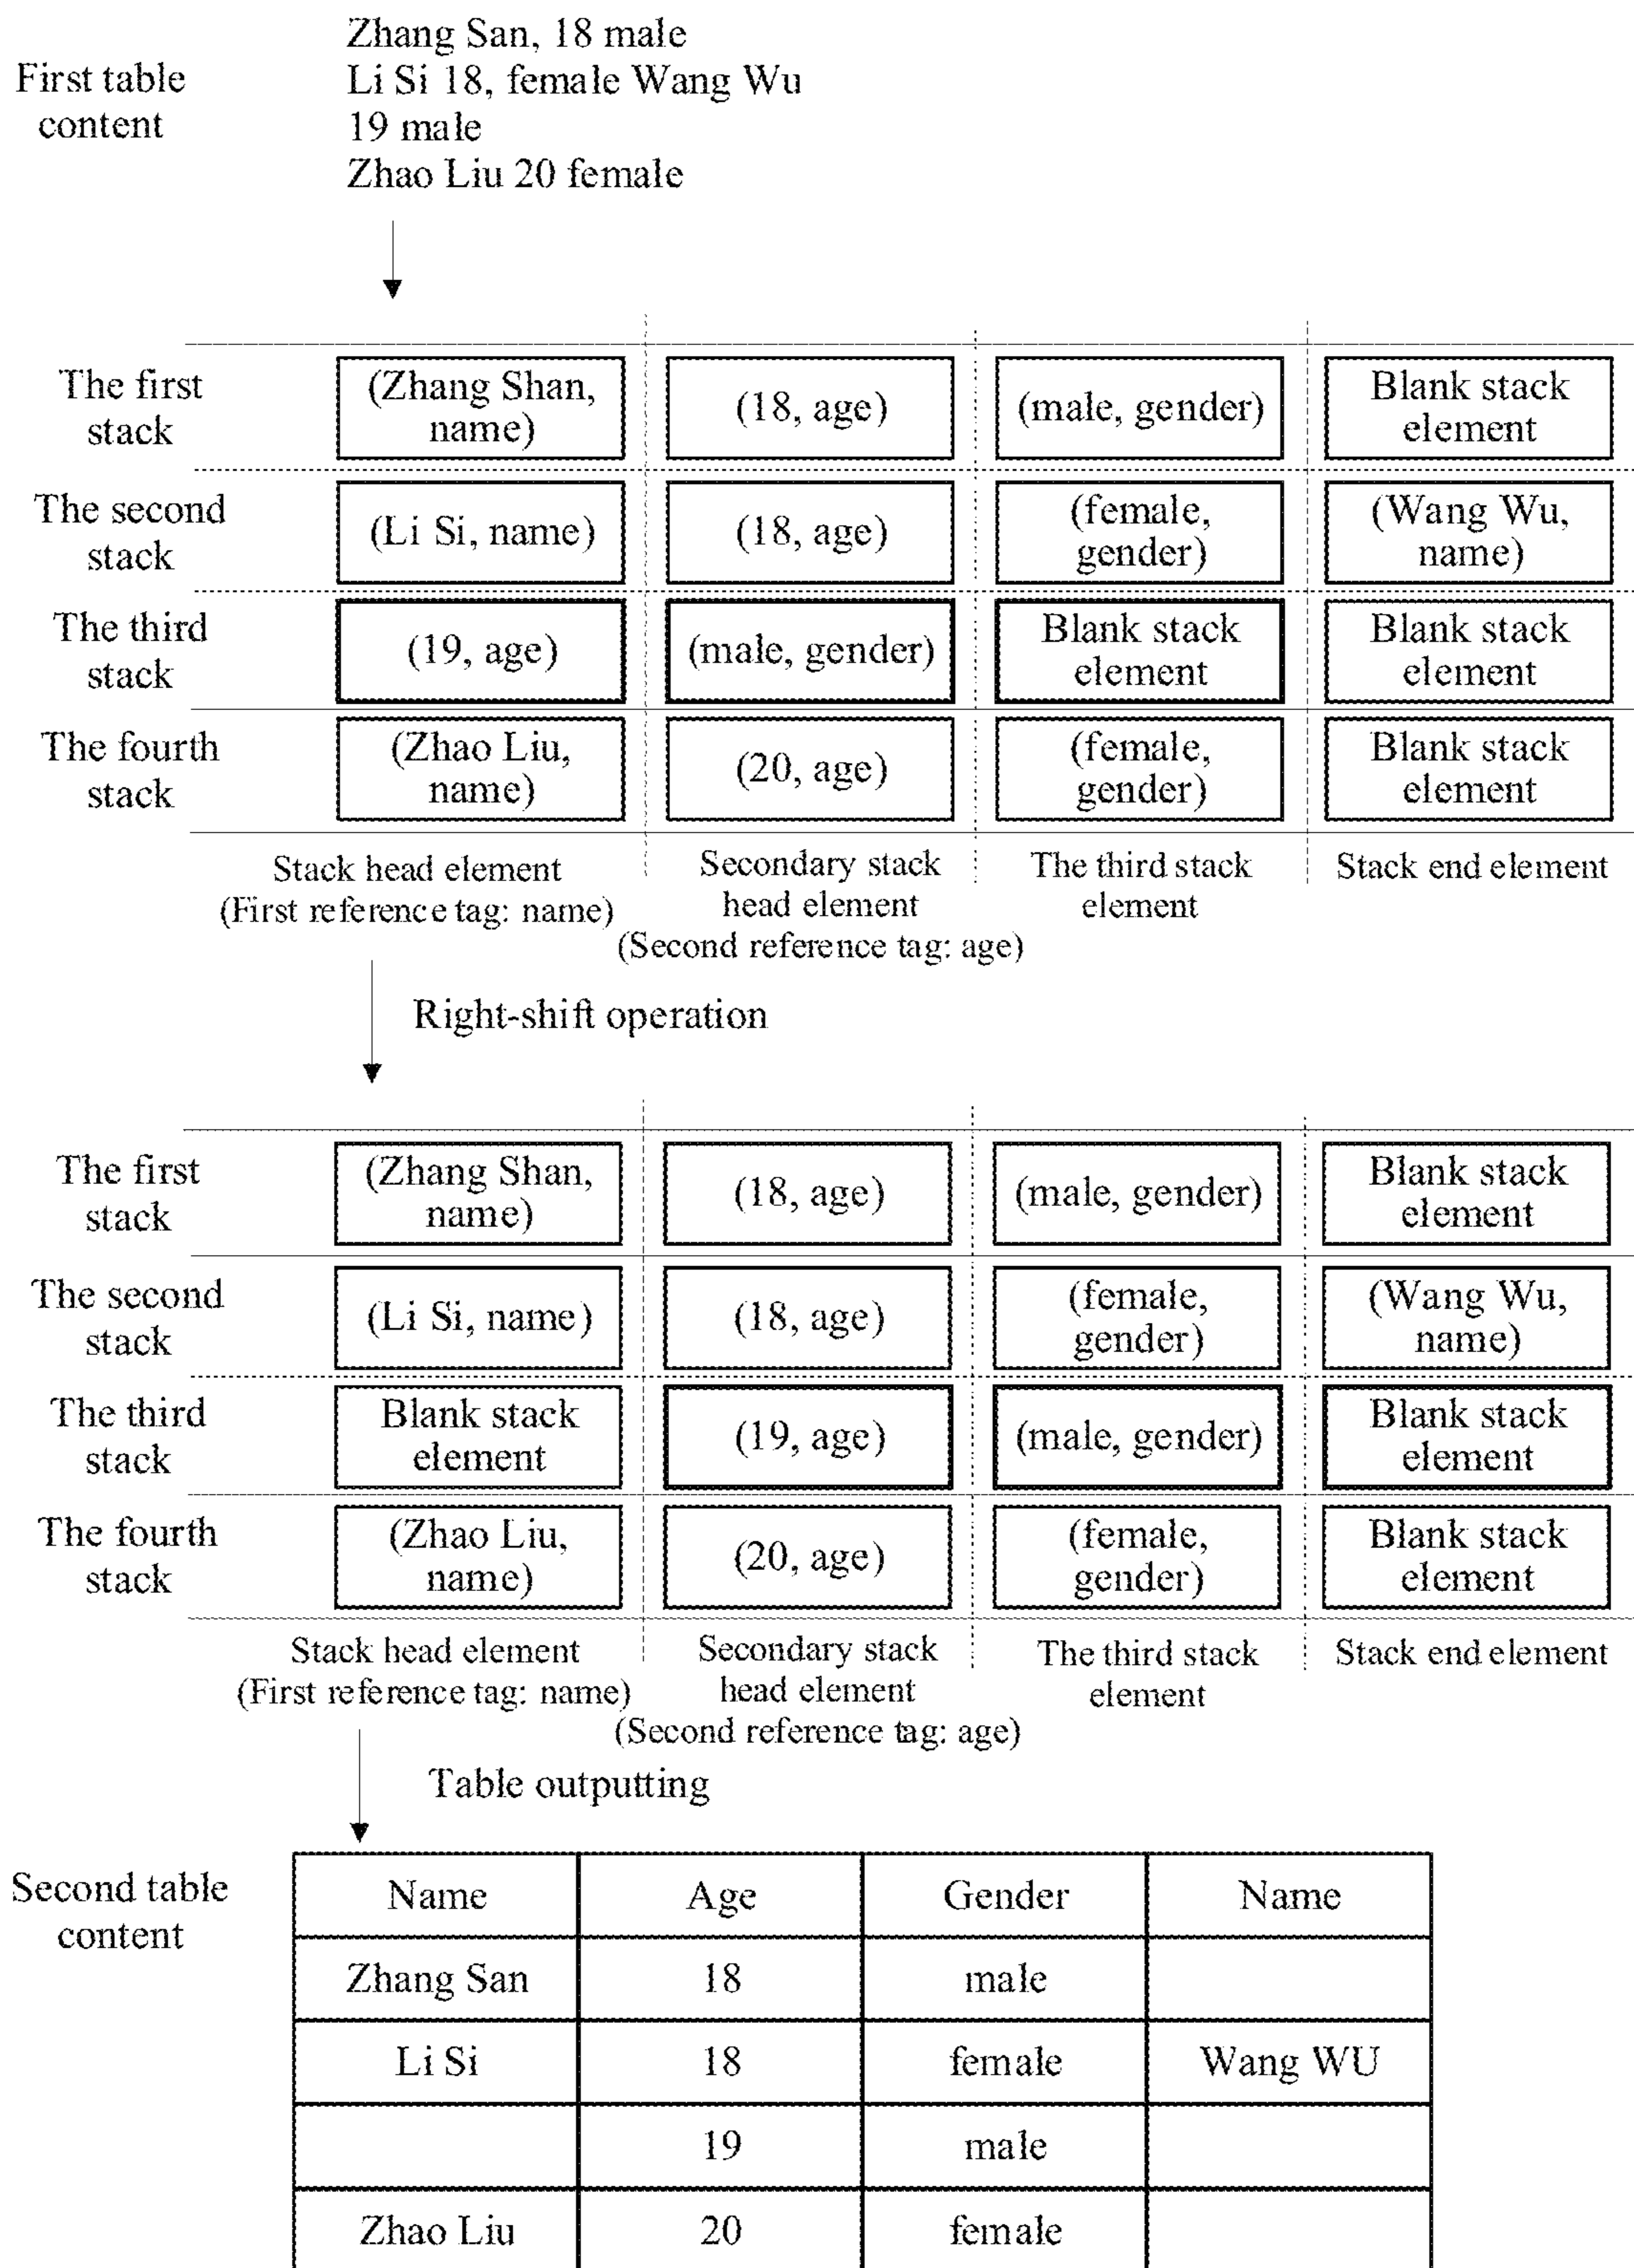 First table
content
Zhang San, 18 male
Li Si 18, female Wang Wu
19 male
Zhao Liu 20 female
The first
stack
(Zhang Shan,
name)
(18, age)
(male, gender)
Blank stack
element
The second
stack
(Li Si, name)
(18, age)
(female,
gender)
(Wang Wu,
name)
The third
stack
(19, age)
(male, gender)
Blank stack
element
Blank stack
element
The fourth
stack
(Zhao Liu,
name)
(20, age)
(female,
gender)
Blank stack
element
Stack head element
(First reference tag: name)
Secondary stack
head element
(Second reference tag: age)
The third stack
element
Stack end element
Right-shift operation
The first
stack
(Zhang Shan,
name)
(18, age)
(male, gender)
Blank stack
element
The second
stack
(Li Si, name)
(18, age)
(female,
gender)
(Wang Wu,
name)
The third
stack
Blank stack
element
(19, age)
(male, gender)
Blank stack
element
The fourth
stack
(Zhao Liu,
name)
(20, age)
(female,
gender)
Blank stack
element
Stack head element
(First reference tag: name)
Secondary stack
head element
(Second reference tag: age)
The third stack
element
Stack end element
Table outputting
Second table
content
Name Age Gender Name
Zhang San 18 male
Li Si 18 female Wang WU
19 male
Zhao Liu 20 female